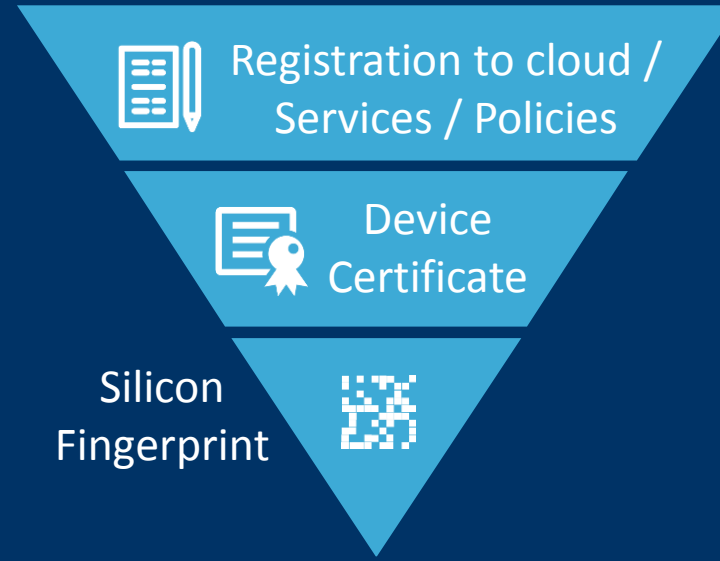 Registration to cloud /
Services / Policies
Device
Certificate
Silicon
Fingerprint